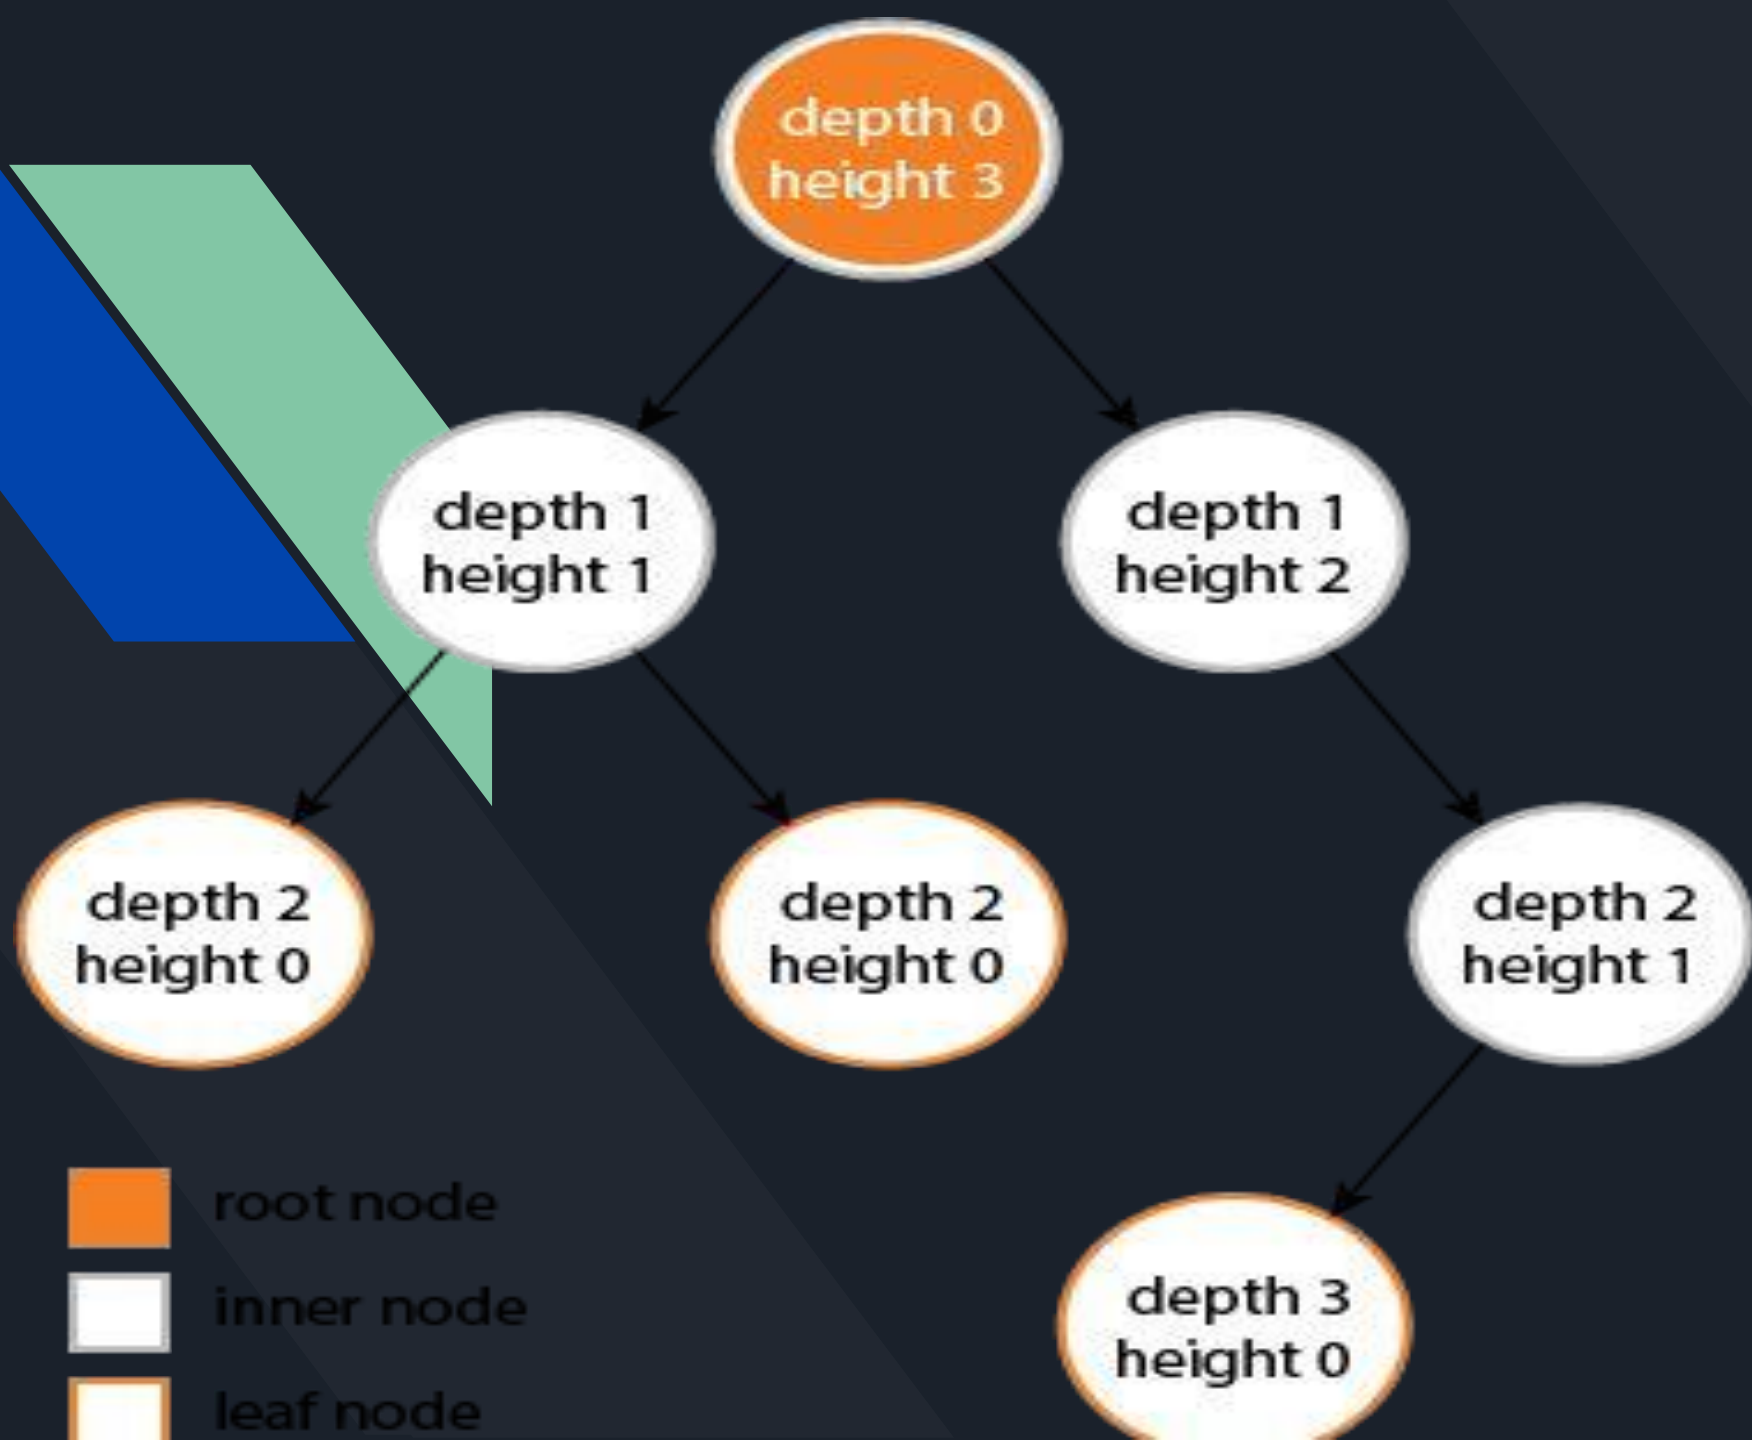 depth 0
height 3
depth 1
height 1
depth 1
height 2
depth 2
height 0
depth 2
height 0
depth 2
height 1
depth 3
height 0
root node
inner node
leaf node